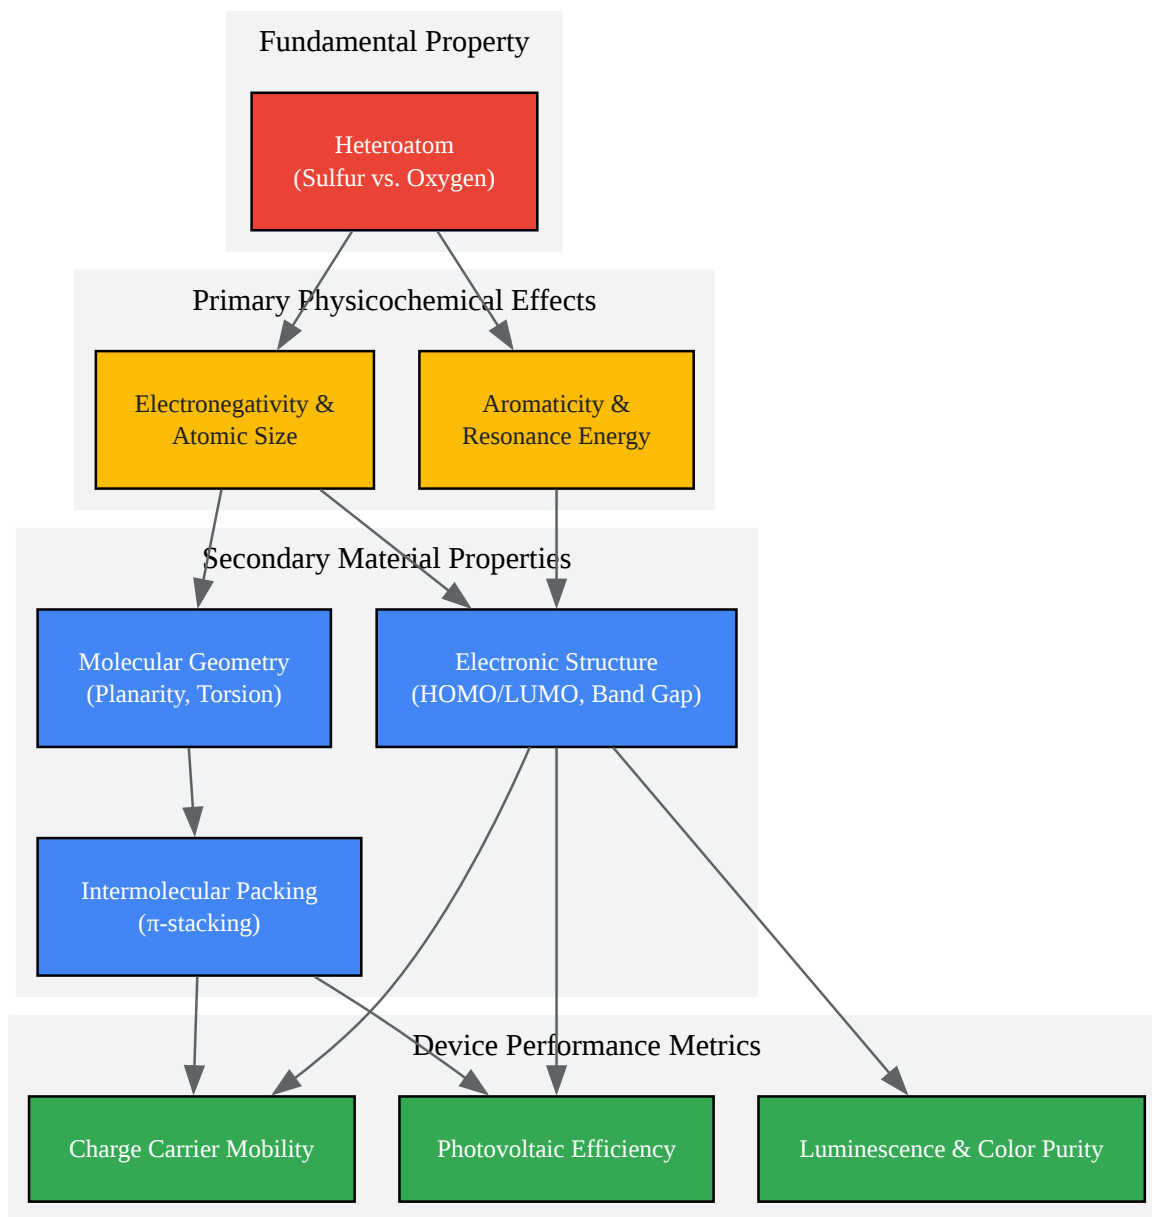 Fundamental Property
Heteroatom
(Sulfur vs. Oxygen)
Primary Physicochemical Effects
Electronegativity &
Atomic Size
Aromaticity &
Resonance Energy
Secondary Material Properties
Molecular Geometry
(Planarity, Torsion)
Electronic Structure
(HOMO/LUMO, Band Gap)
Intermolecular Packing
(π-stacking)
Device Performance Metrics
Charge Carrier Mobility
Photovoltaic Efficiency
Luminescence & Color Purity